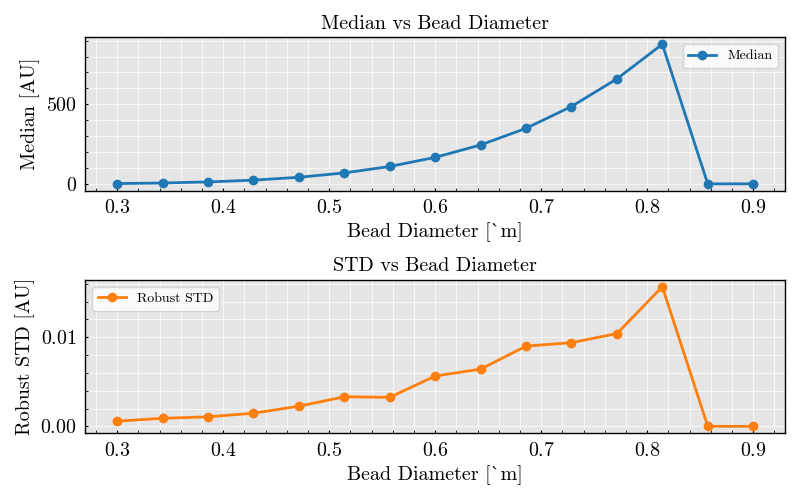 Median vs Bead Diameter
Median [AU]
500
0
Median
0.3 0.4 0.5 0.6 0.7 0.8 0.9
Bead Diameter [`m]
STD vs Bead Diameter
Robust STD [AU]
0.01
0.00
Robust STD
0.3 0.4 0.5 0.6 0.7 0.8 0.9
Bead Diameter [`m]